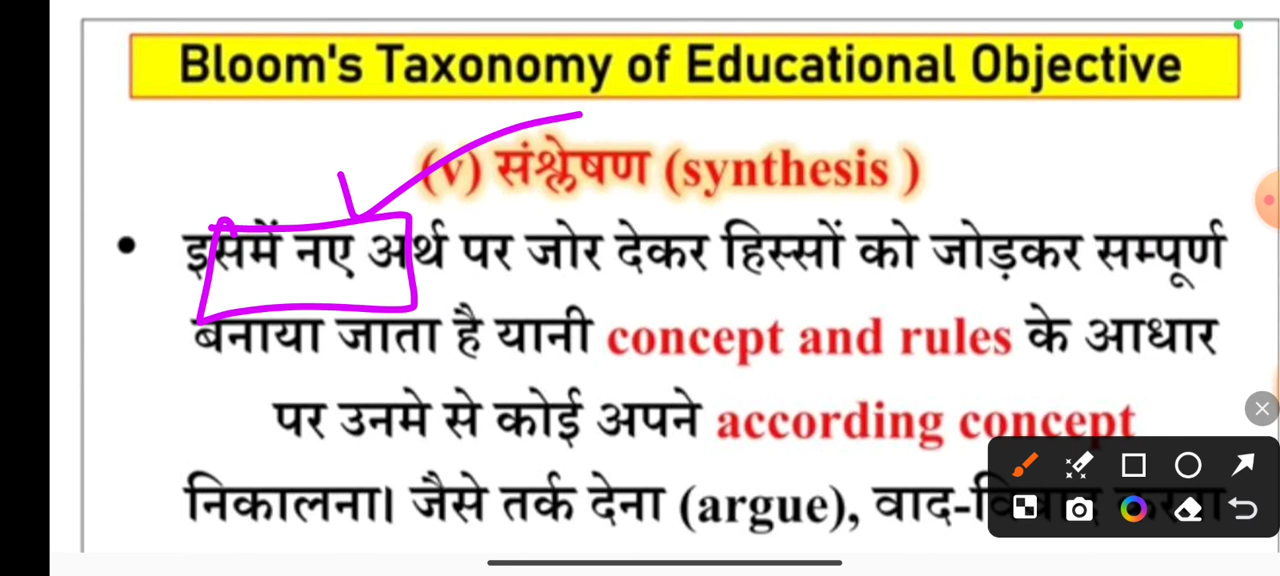 Bloom's Taxonomy of Educational Objective
(v) संश्लेषण (synthesis )
• इसमें नए अर्थ पर जोर देकर हिस्सों को जोड़कर सम्पूर्ण
बनाया जाता है यानी concept and rules के आधार
पर उनमे से कोई अपने according concept
निकालना। जैसे तर्क देना (argue),